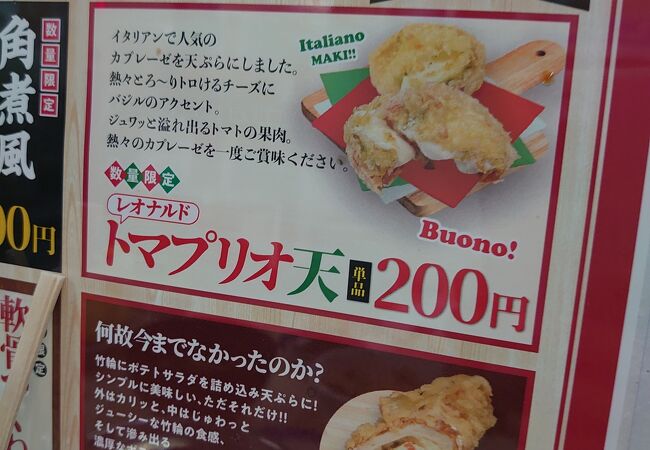 イタリアンで人気の
カプレーゼを天ぷらにしました。
熱々とろ〜りトロけるチーズに
バジルのアクセント。
ジュワッと溢れ出るトマトの果肉。
熱々のカプレーゼを一度ご賞味ください。
Italiano
MAKI!!
Buono!
数量限定
レオナルド
トマプリオ天 単品 200円
数量限定
角煮風
00円
何故今までなかったのか?
竹輪にポテトサラダを詰め込み天ぷらに!
シンプルに美味しい、ただそれだけ!!
外はカリッと、中はじゅわっと
ジューシーな竹輪の食感、
そして滲み出る
濃厚な
軟骨